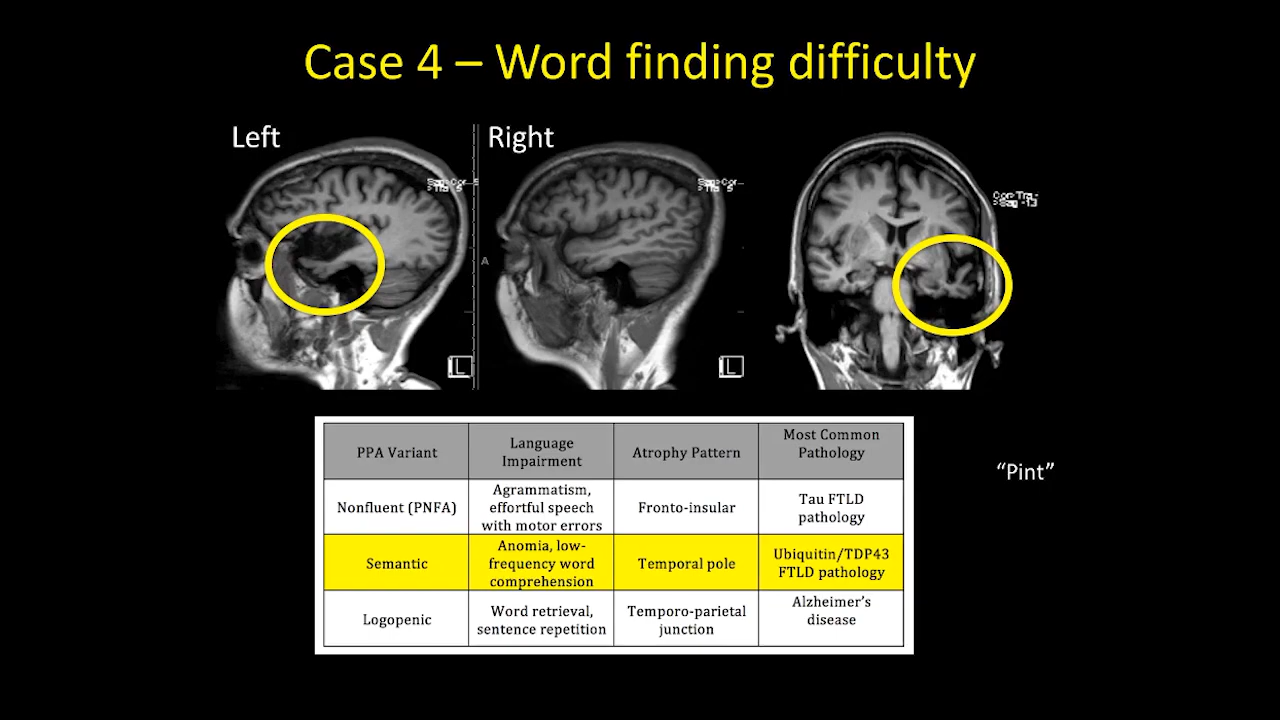 Case 4 – Word finding difficulty
Left
Right
A
L
L
PPA Variant
Language
Impairment
Atrophy Pattern
Most Common
Pathology
Nonfluent (PNFA)
Agrammatism,
effortful speech
with motor errors
Fronto-insular
Tau FTLD
pathology
Semantic
Anomia, low-
frequency word
comprehension
Temporal pole
Ubiquitin/TDP43
FTLD pathology
Logopenic
Word retrieval,
sentence repetition
Temporo-parietal
junction
Alzheimer's
disease
“Pint”